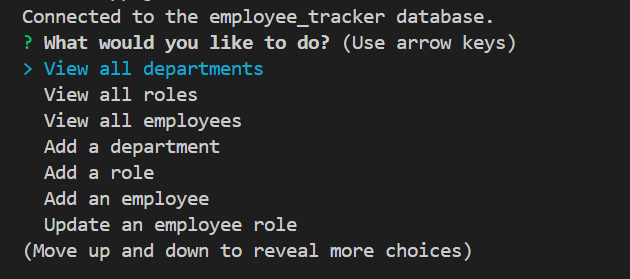 Connected to the employee_tracker database.
? What would you like to do? (Use arrow keys)
> View all departments
View all roles
View all employees
Add a department
Add a role
Add an employee
Update an employee role
(Move up and down to reveal more choices)